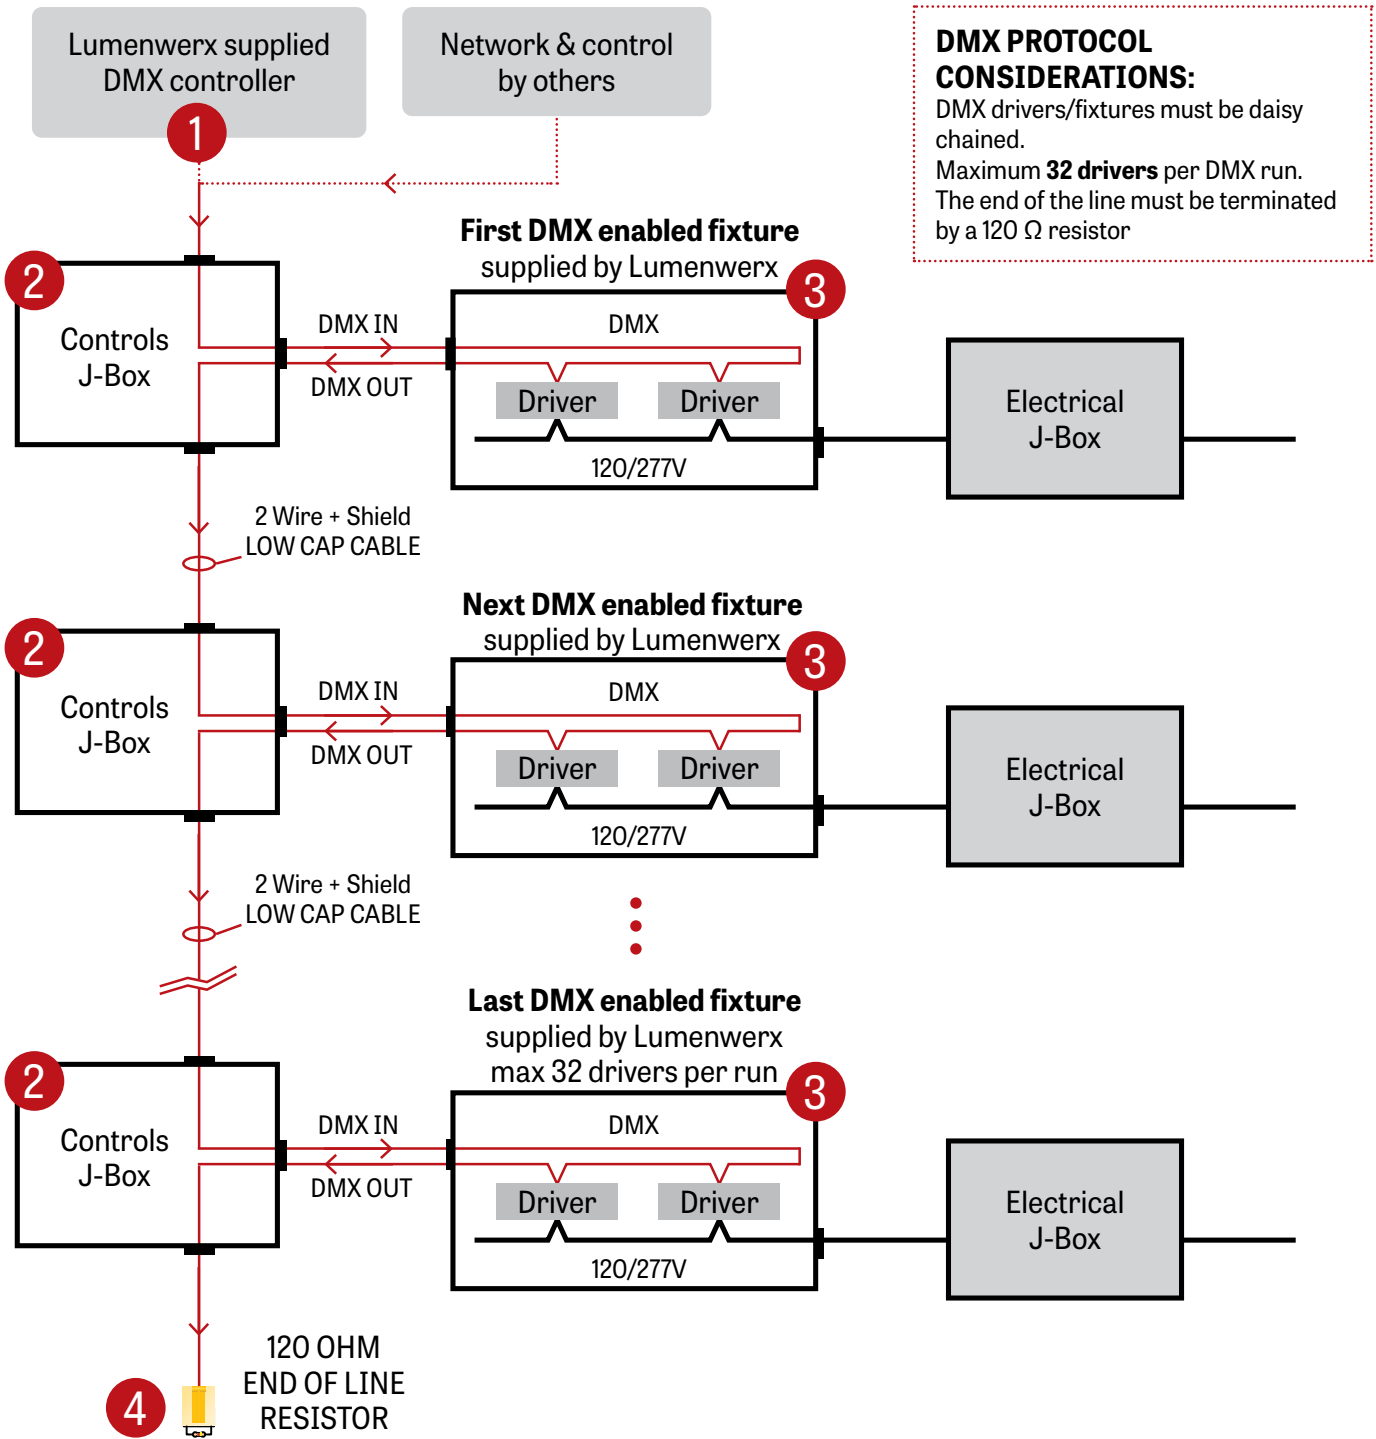 Lumenwerx supplied
DMX controller
1
Network & control
by others
DMX PROTOCOL
CONSIDERATIONS:
DMX drivers/fixtures must be daisy
chained.
Maximum 32 drivers per DMX run.
The end of the line must be terminated
by a 120 Ω resistor
First DMX enabled fixture
supplied by Lumenwerx
2
Controls
J-Box
DMX IN
DMX OUT
3
DMX
Driver
Driver
120/277V
Electrical
J-Box
2 Wire + Shield
LOW CAP CABLE
Next DMX enabled fixture
supplied by Lumenwerx
2
Controls
J-Box
DMX IN
DMX OUT
3
DMX
Driver
Driver
120/277V
Electrical
J-Box
2 Wire + Shield
LOW CAP CABLE
Last DMX enabled fixture
supplied by Lumenwerx
max 32 drivers per run
2
Controls
J-Box
DMX IN
DMX OUT
3
DMX
Driver
Driver
120/277V
Electrical
J-Box
4
120 OHM
END OF LINE
RESISTOR